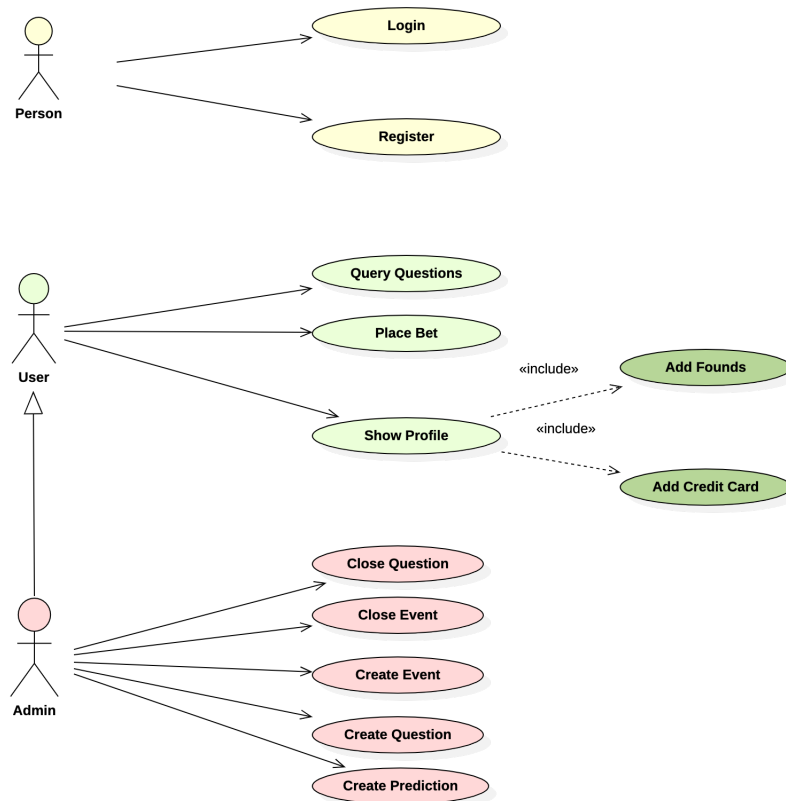 Login
Person
Register
Query Questions
Place Bet
User
«include»
Add Founds
«include»
Show Profile
Add Credit Card
Close Question
Close Event
Create Event
Admin
Create Question
Create Prediction